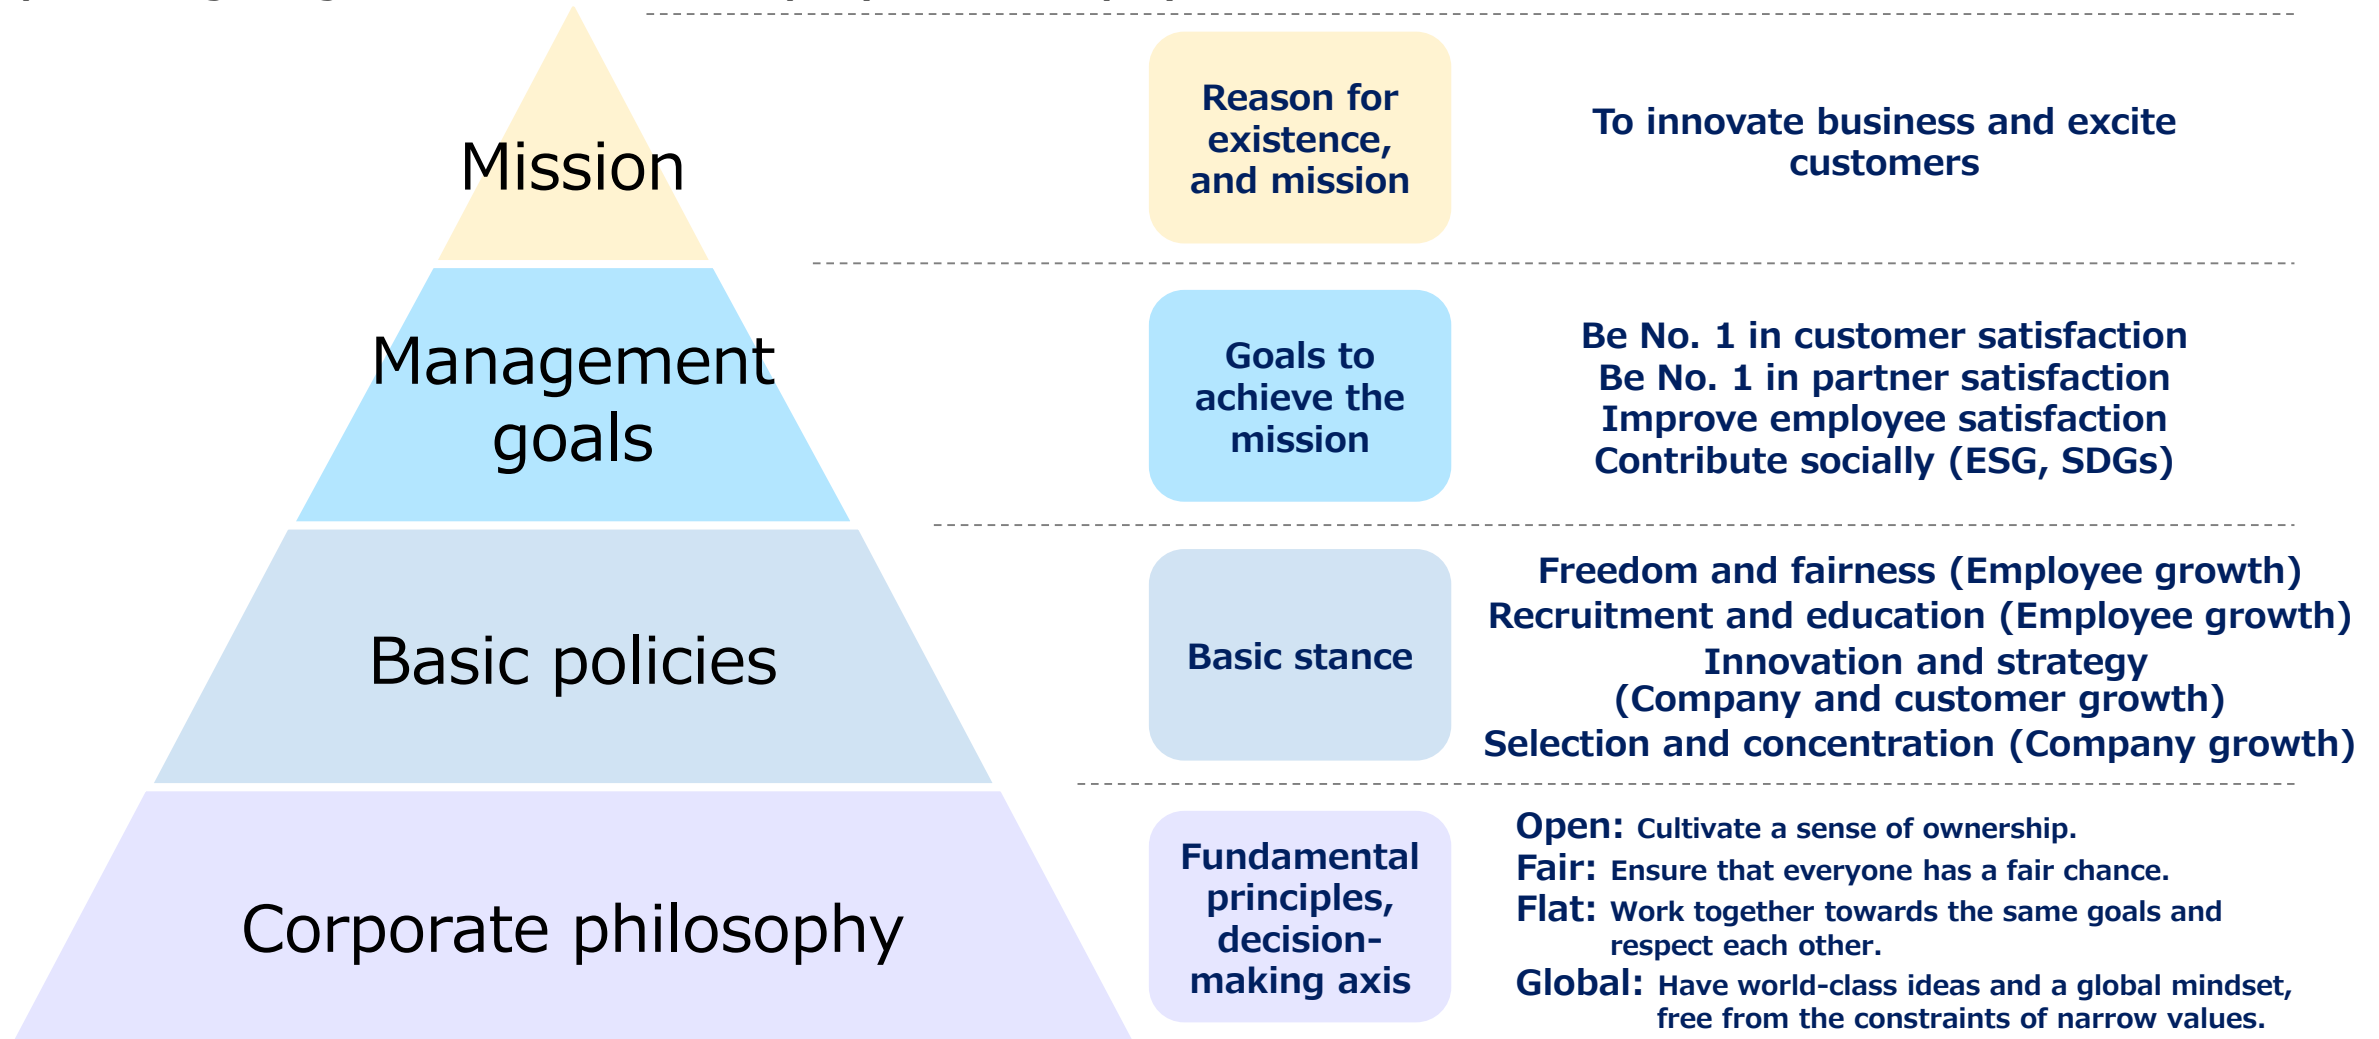 Mission
Reason for
existence,
and mission
To innovate business and excite
customers
Management
goals
Goals to
achieve the
mission
Be No. 1 in customer satisfaction
Be No. 1 in partner satisfaction
Improve employee satisfaction
Contribute socially (ESG, SDGs)
Basic policies
Basic stance
Freedom and fairness (Employee growth)
Recruitment and education (Employee growth)
Innovation and strategy
(Company and customer growth)
Selection and concentration (Company growth)
Corporate philosophy
Fundamental
principles,
decision-
making axis
Open: Cultivate a sense of ownership.
Fair: Ensure that everyone has a fair chance.
Flat: Work together towards the same goals and
respect each other.
Global: Have world-class ideas and a global mindset,
free from the constraints of narrow values.